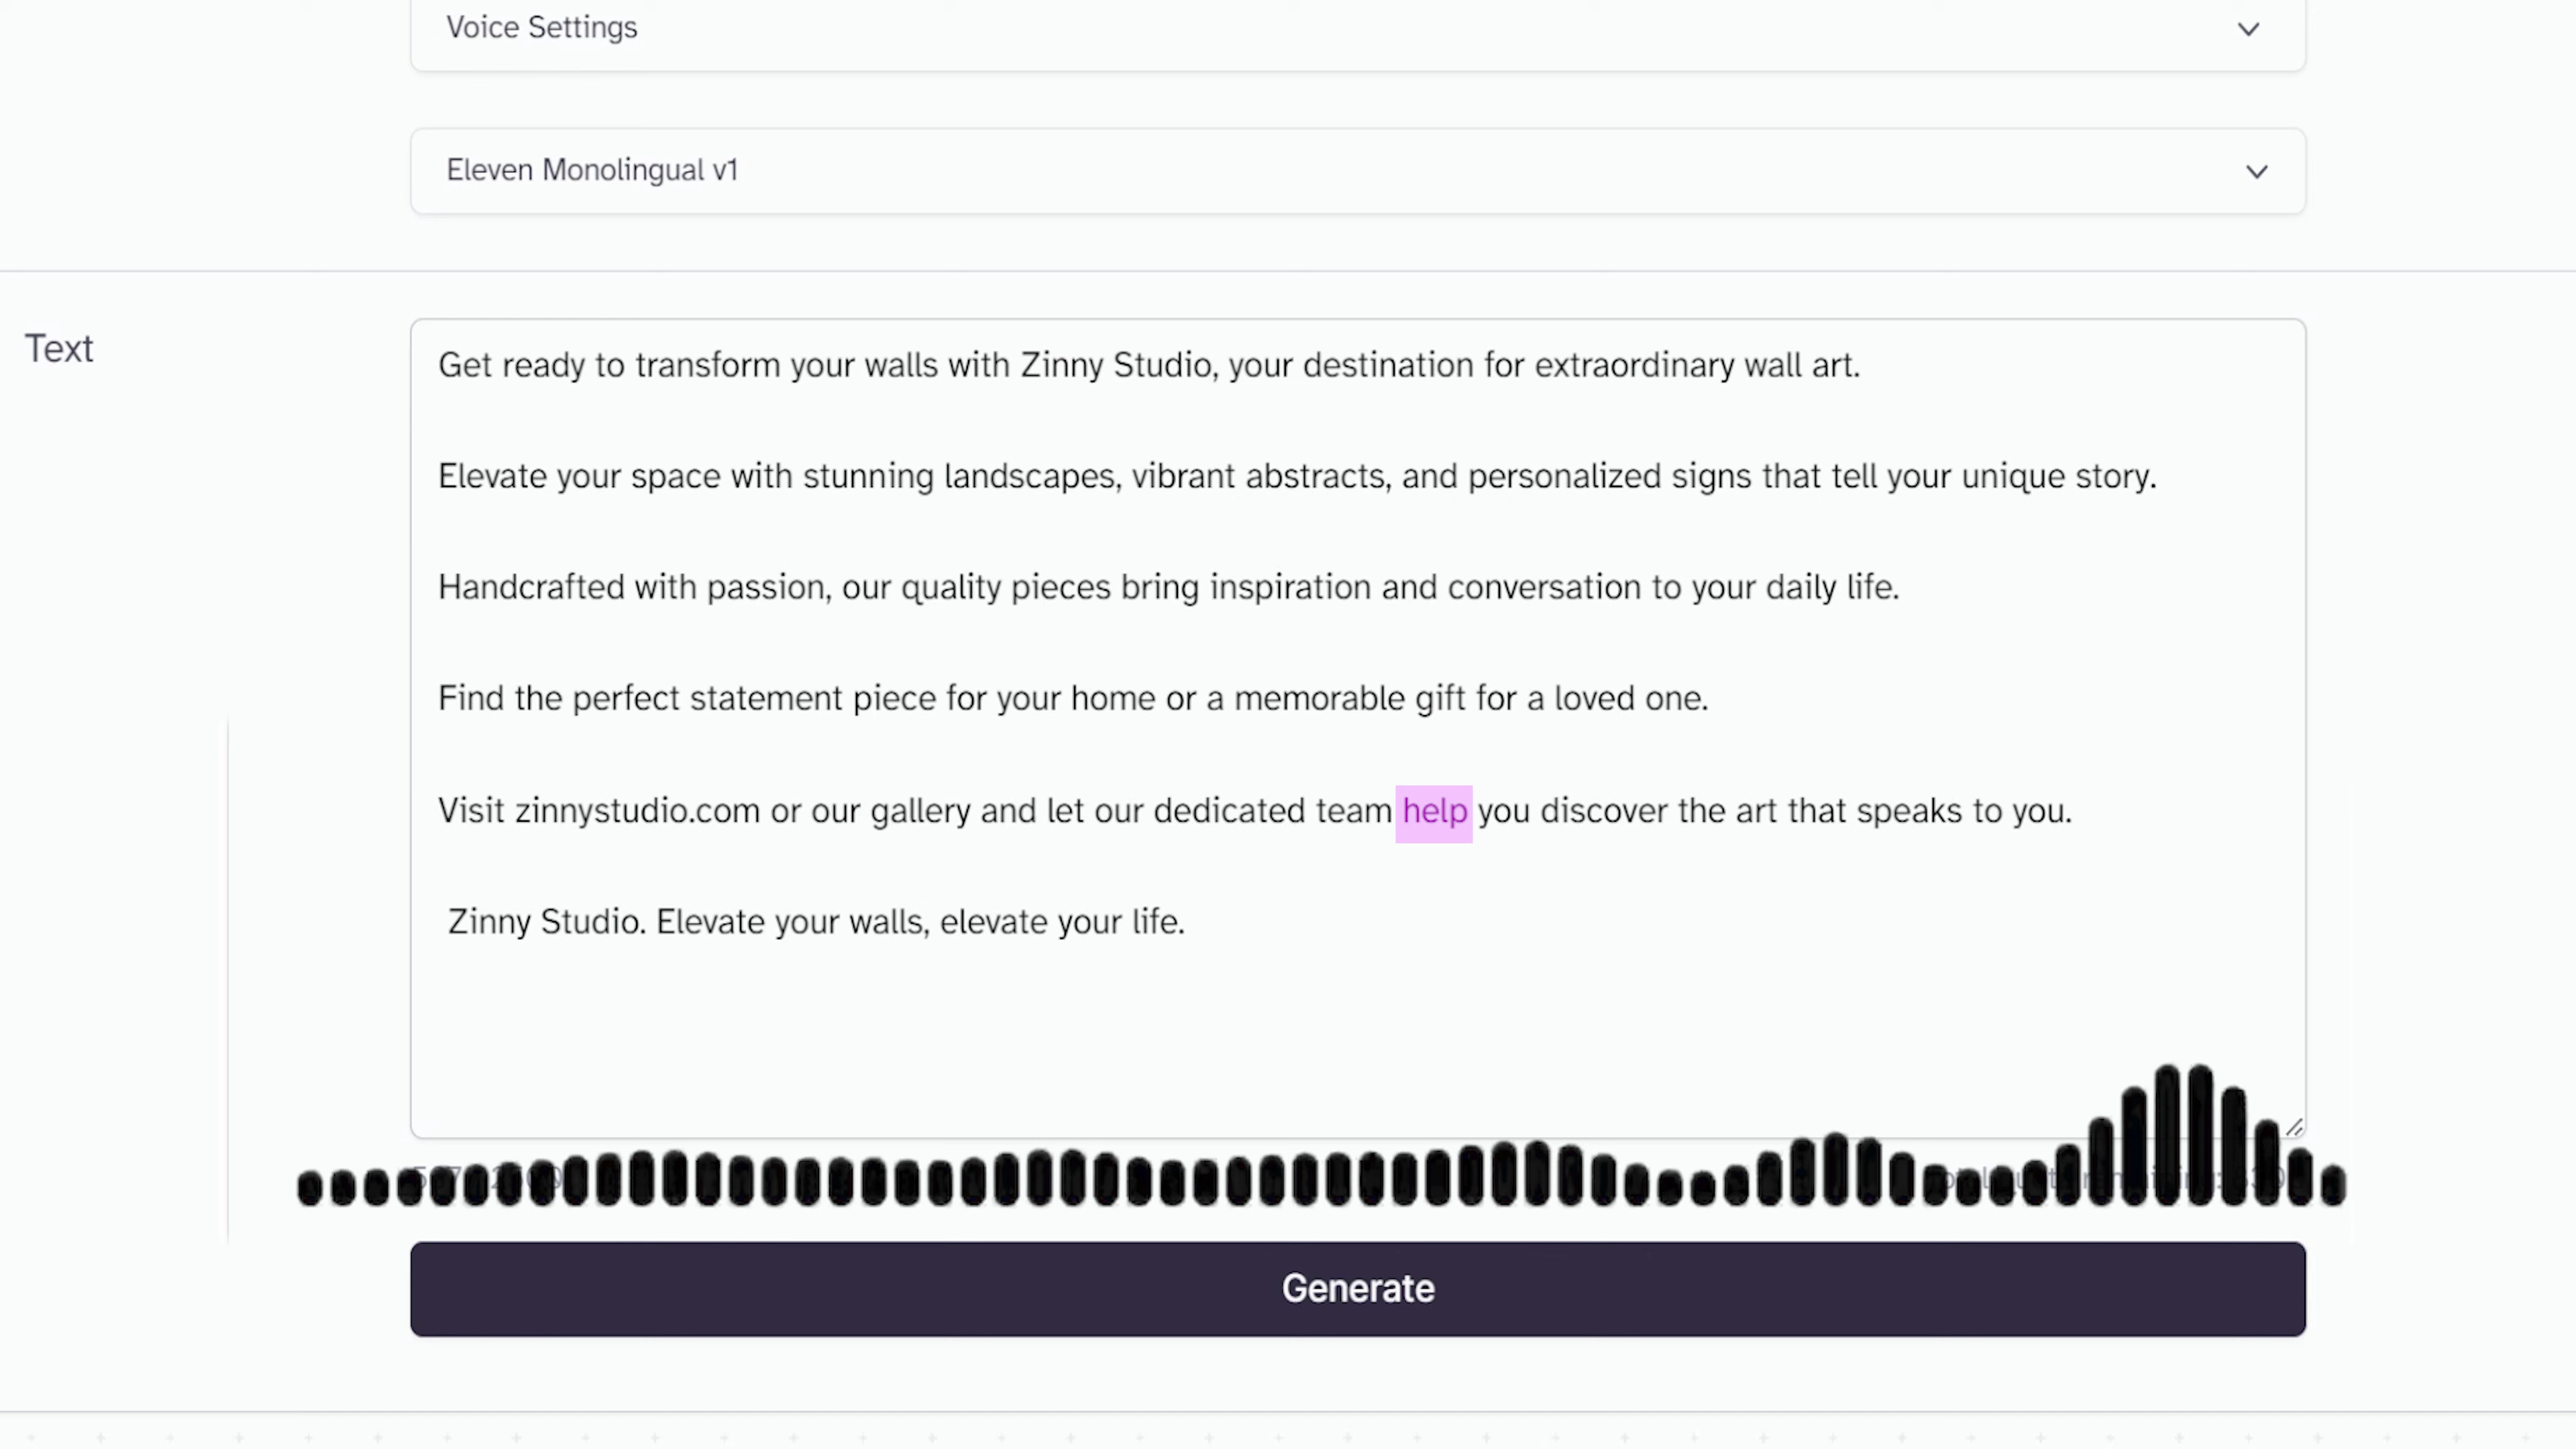 Voice Settings
Eleven Monolingual v1
Text
Get ready to transform your walls with Zinny Studio, your destination for extraordinary wall art.
Elevate your space with stunning landscapes, vibrant abstracts, and personalized signs that tell your unique story.
Handcrafted with passion, our quality pieces bring inspiration and conversation to your daily life.
Find the perfect statement piece for your home or a memorable gift for a loved one.
Visit zinnystudio.com or our gallery and let our dedicated team help you discover the art that speaks to you.
Zinny Studio. Elevate your walls, elevate your life.
Generate